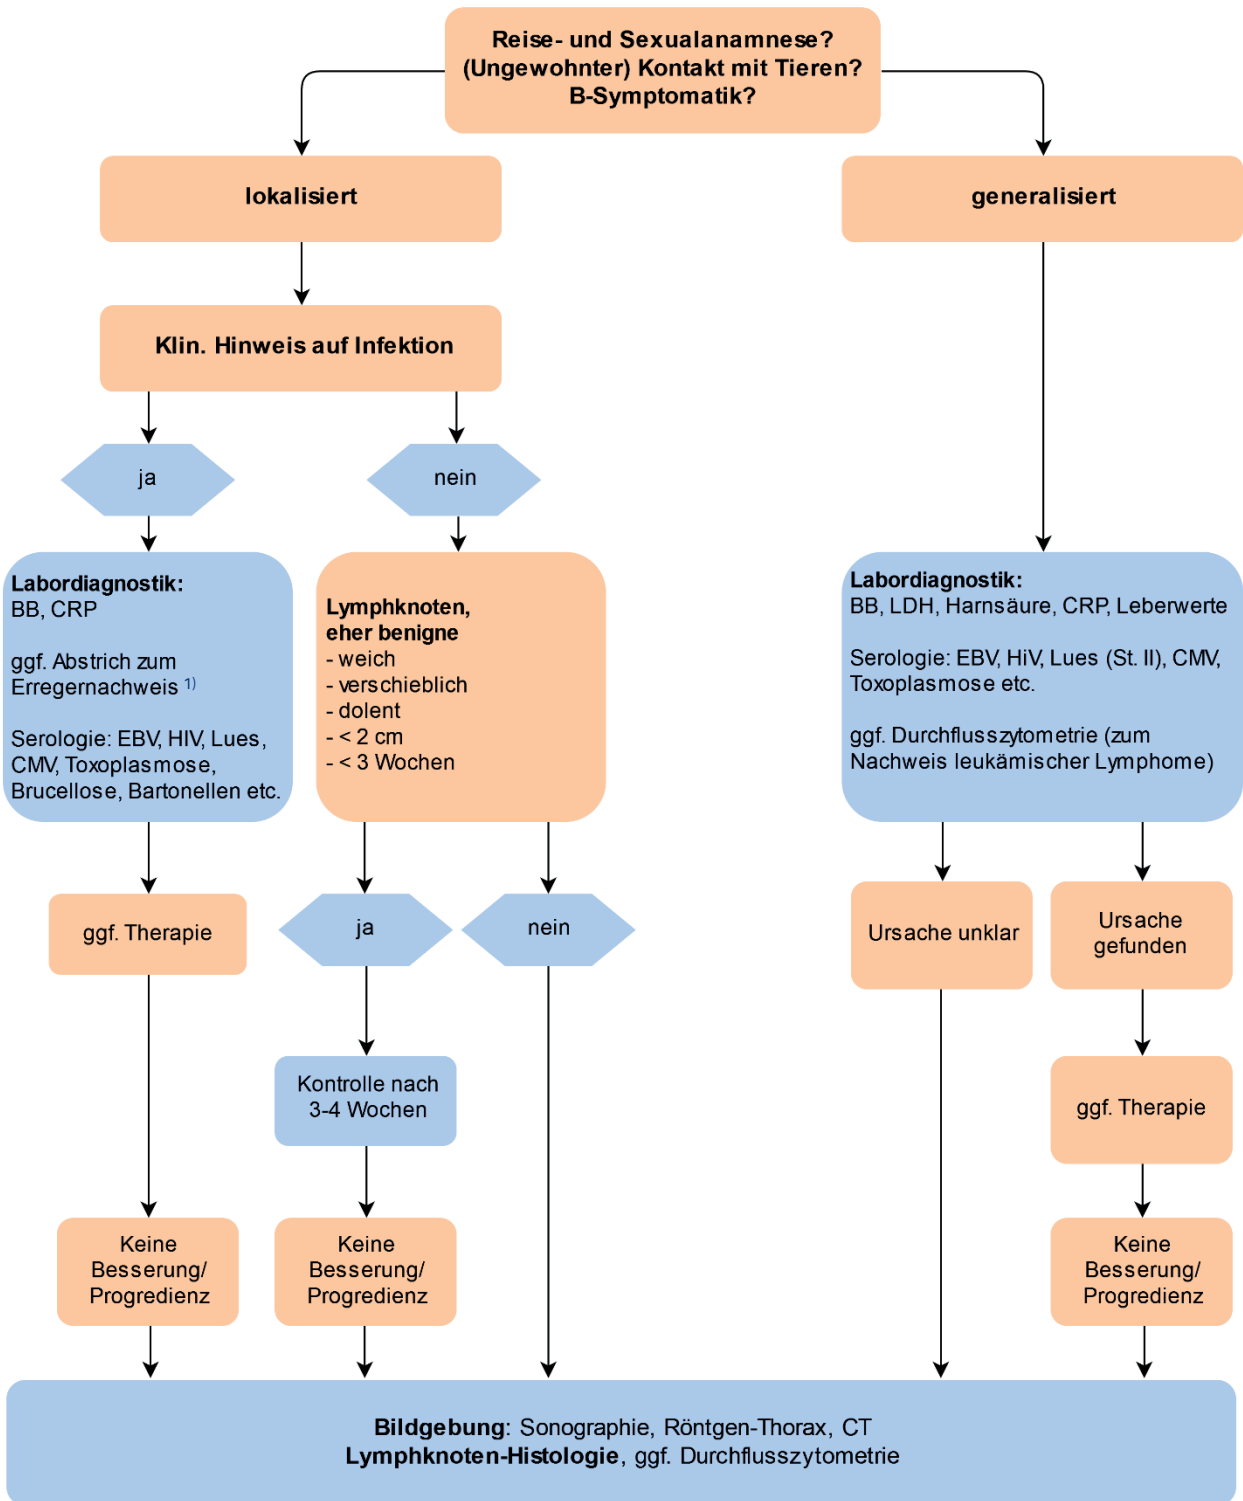 Reise- und Sexualanamnese?
(Ungewohnter) Kontakt mit Tieren?
B-Symptomatik?
lokalisiert
generalisiert
Klin. Hinweis auf Infektion
ja
nein
Labordiagnostik:
BB, CRP
ggf. Abstrich zum
Erregernachweis 1)
Serologie: EBV, HIV, Lues,
CMV, Toxoplasmose,
Brucellose, Bartonellen etc.
Lymphknoten,
eher benigne
- weich
- verschieblich
- dolent
- < 2 cm
- < 3 Wochen
Labordiagnostik:
BB, LDH, Harnsäure, CRP, Leberwerte
Serologie: EBV, HiV, Lues (St. II), CMV,
Toxoplasmose etc.
ggf. Durchflusszytometrie (zum
Nachweis leukämischer Lymphome)
ggf. Therapie
ja
nein
Ursache unklar
Ursache
gefunden
Kontrolle nach
3-4 Wochen
ggf. Therapie
Keine
Besserung/
Progredienz
Keine
Besserung/
Progredienz
Keine
Besserung/
Progredienz
Bildgebung: Sonographie, Röntgen-Thorax, CT
Lymphknoten-Histologie, ggf. Durchflusszytometrie